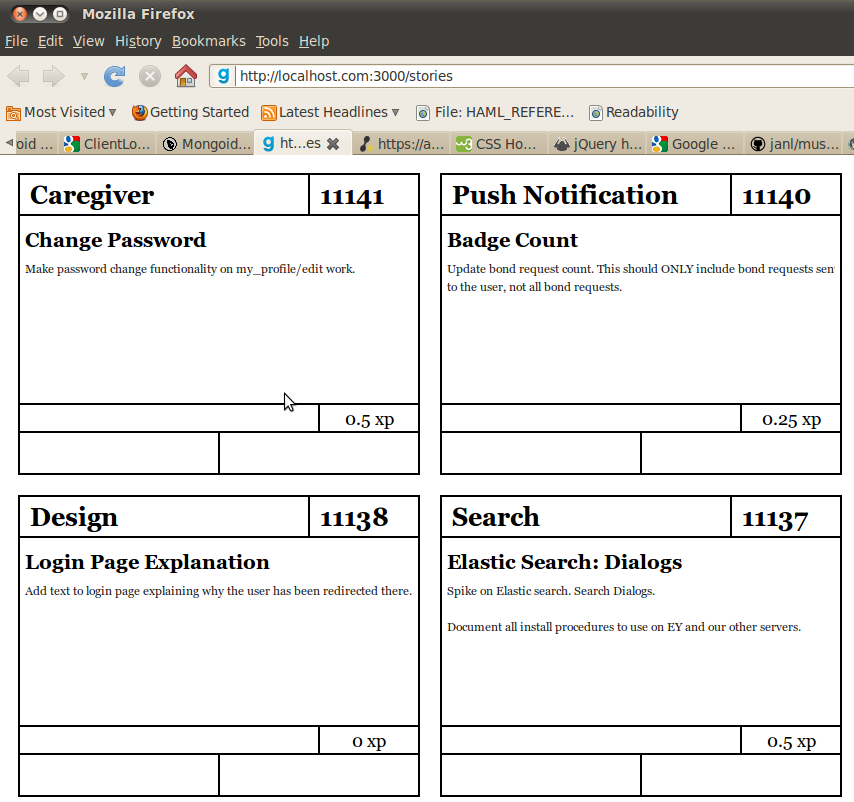 Mozilla Firefox
File Edit View History Bookmarks Tools Help
http://localhost.com:3000/stories
Most Visited Getting Started Latest Headlines File: HAML_REFERE... Readability
oid ... ClientLo... Mongoid... ht...es https://a... CSS Ho... jQuery h... Google ... janl/mus...
Caregiver 11141
Change Password
Make password change functionality on my_profile/edit work.
0.5 xp
Push Notification 11140
Badge Count
Update bond request count. This should ONLY include bond requests sent
to the user, not all bond requests.
0.25 xp
Design 11138
Login Page Explanation
Add text to login page explaining why the user has been redirected there.
0 xp
Search 11137
Elastic Search: Dialogs
Spike on Elastic search. Search Dialogs.
Document all install procedures to use on EY and our other servers.
0.5 xp